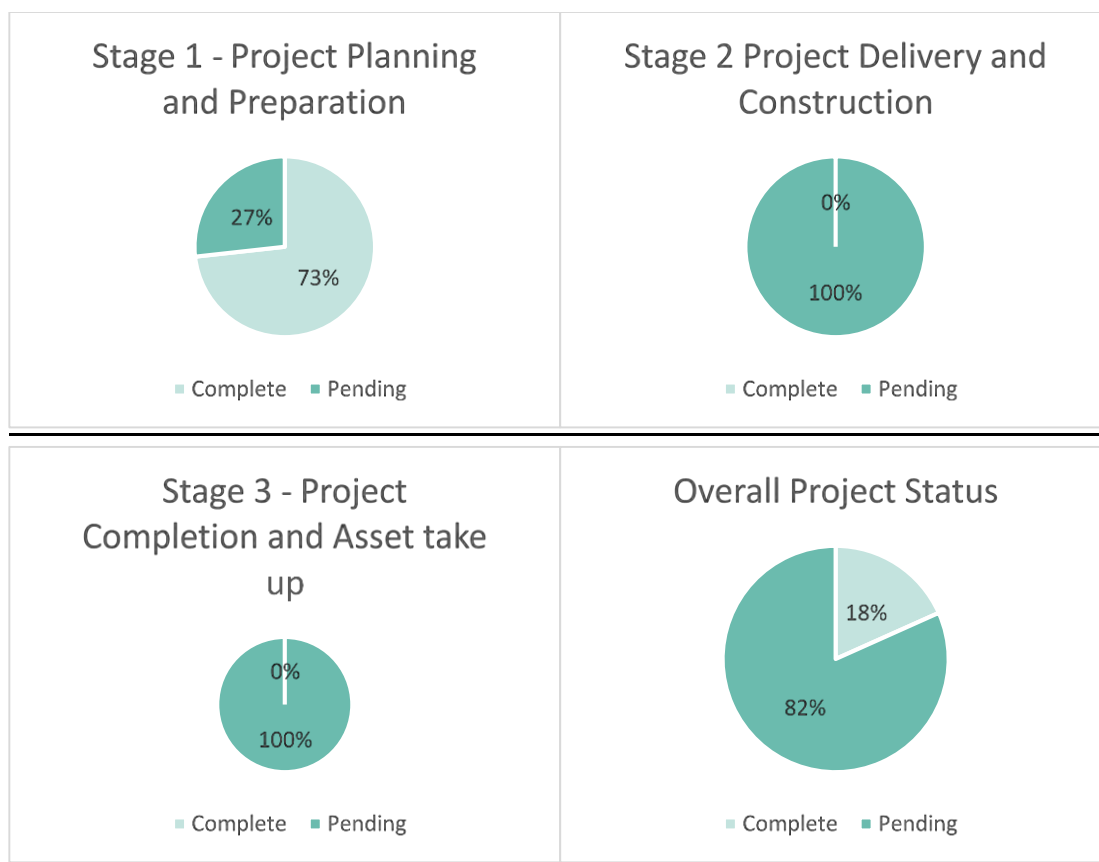 Stage 1 - Project Planning
and Preparation
27%
73%
Complete Pending
Stage 2 Project Delivery and
Construction
0%
100%
Complete Pending
Stage 3 - Project
Completion and Asset take
up
0%
100%
Complete Pending
Overall Project Status
18%
82%
Complete Pending